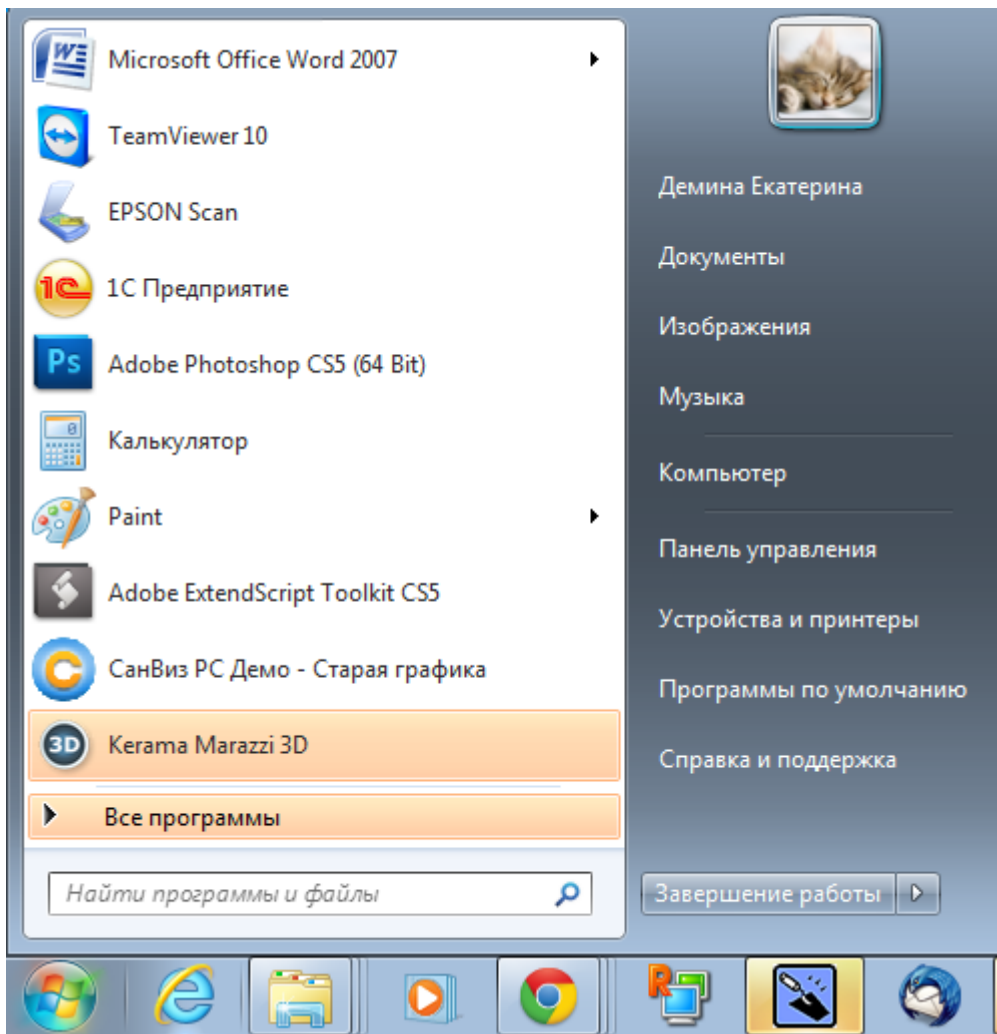 Microsoft Office Word 2007
TeamViewer 10
EPSON Scan
1С Предприятие
Adobe Photoshop CS5 (64 Bit)
Калькулятор
Paint
Adobe ExtendScript Toolkit CS5
СанВиз РС Демо - Старая графика
Kerama Marazzi 3D
Все программы
Найти программы и файлы
Демина Екатерина
Документы
Изображения
Музыка
Компьютер
Панель управления
Устройства и принтеры
Программы по умолчанию
Справка и поддержка
Завершение работы